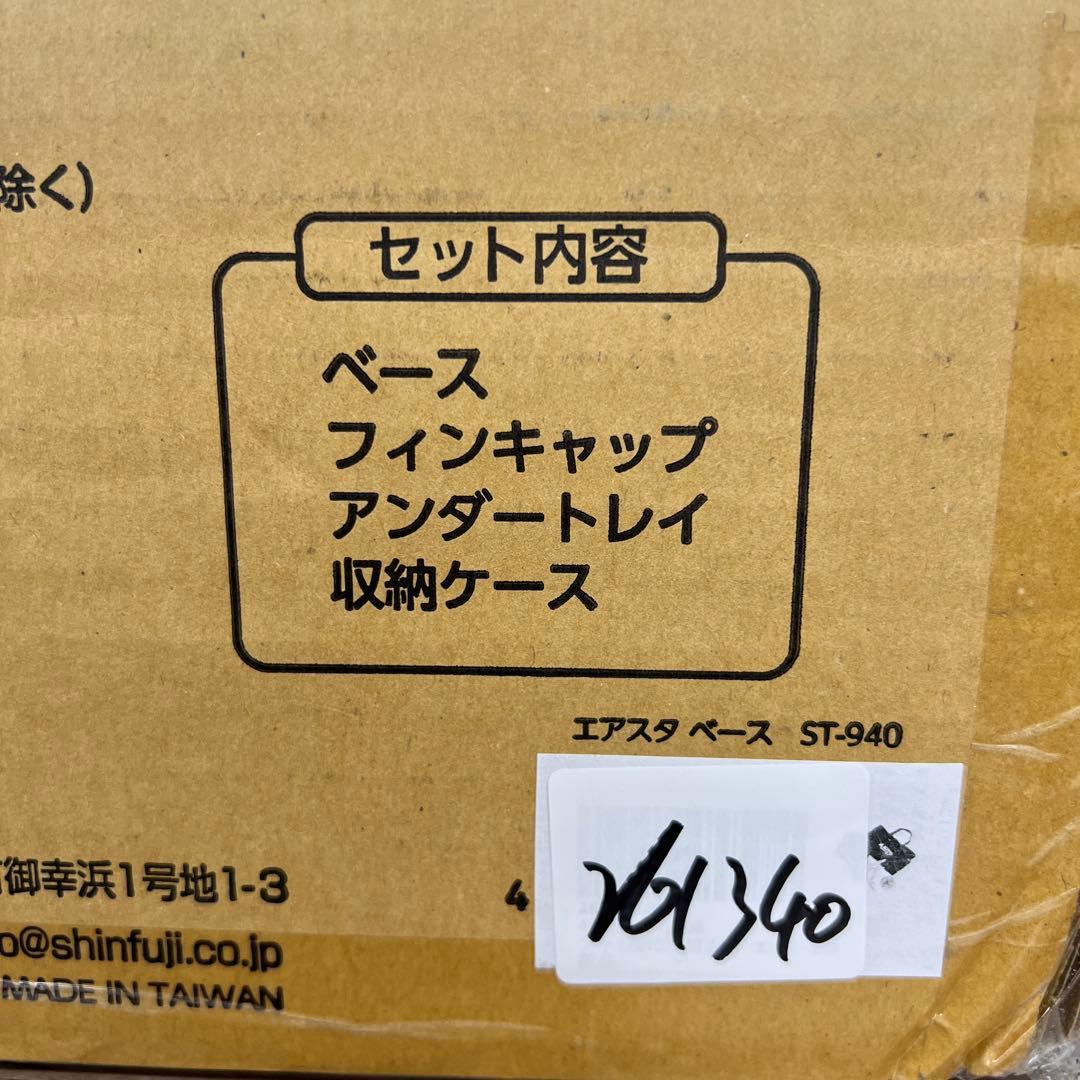 除く)
セット内容
ベース
フィンキャップ
アンダートレイ
収納ケース
エアスタ ベース ST-940
御幸浜1号地1-3
4
o@shinfuji.co.jp
MADE IN TAIWAN